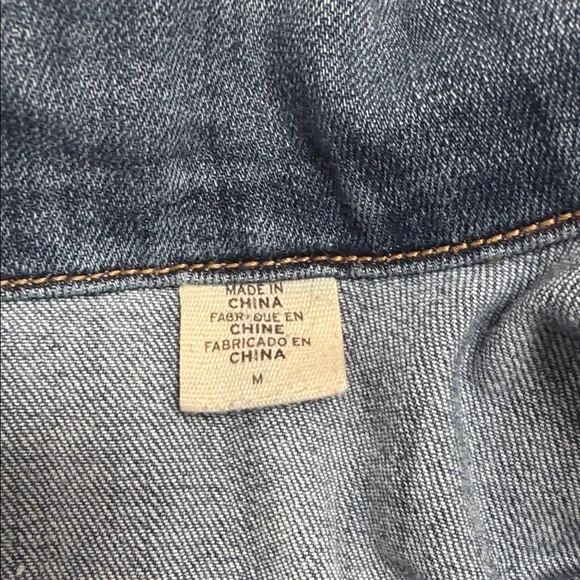 MADE IN
CHINA
FABRIQUE EN
CHINE
FABRICADO EN
CHINA
M